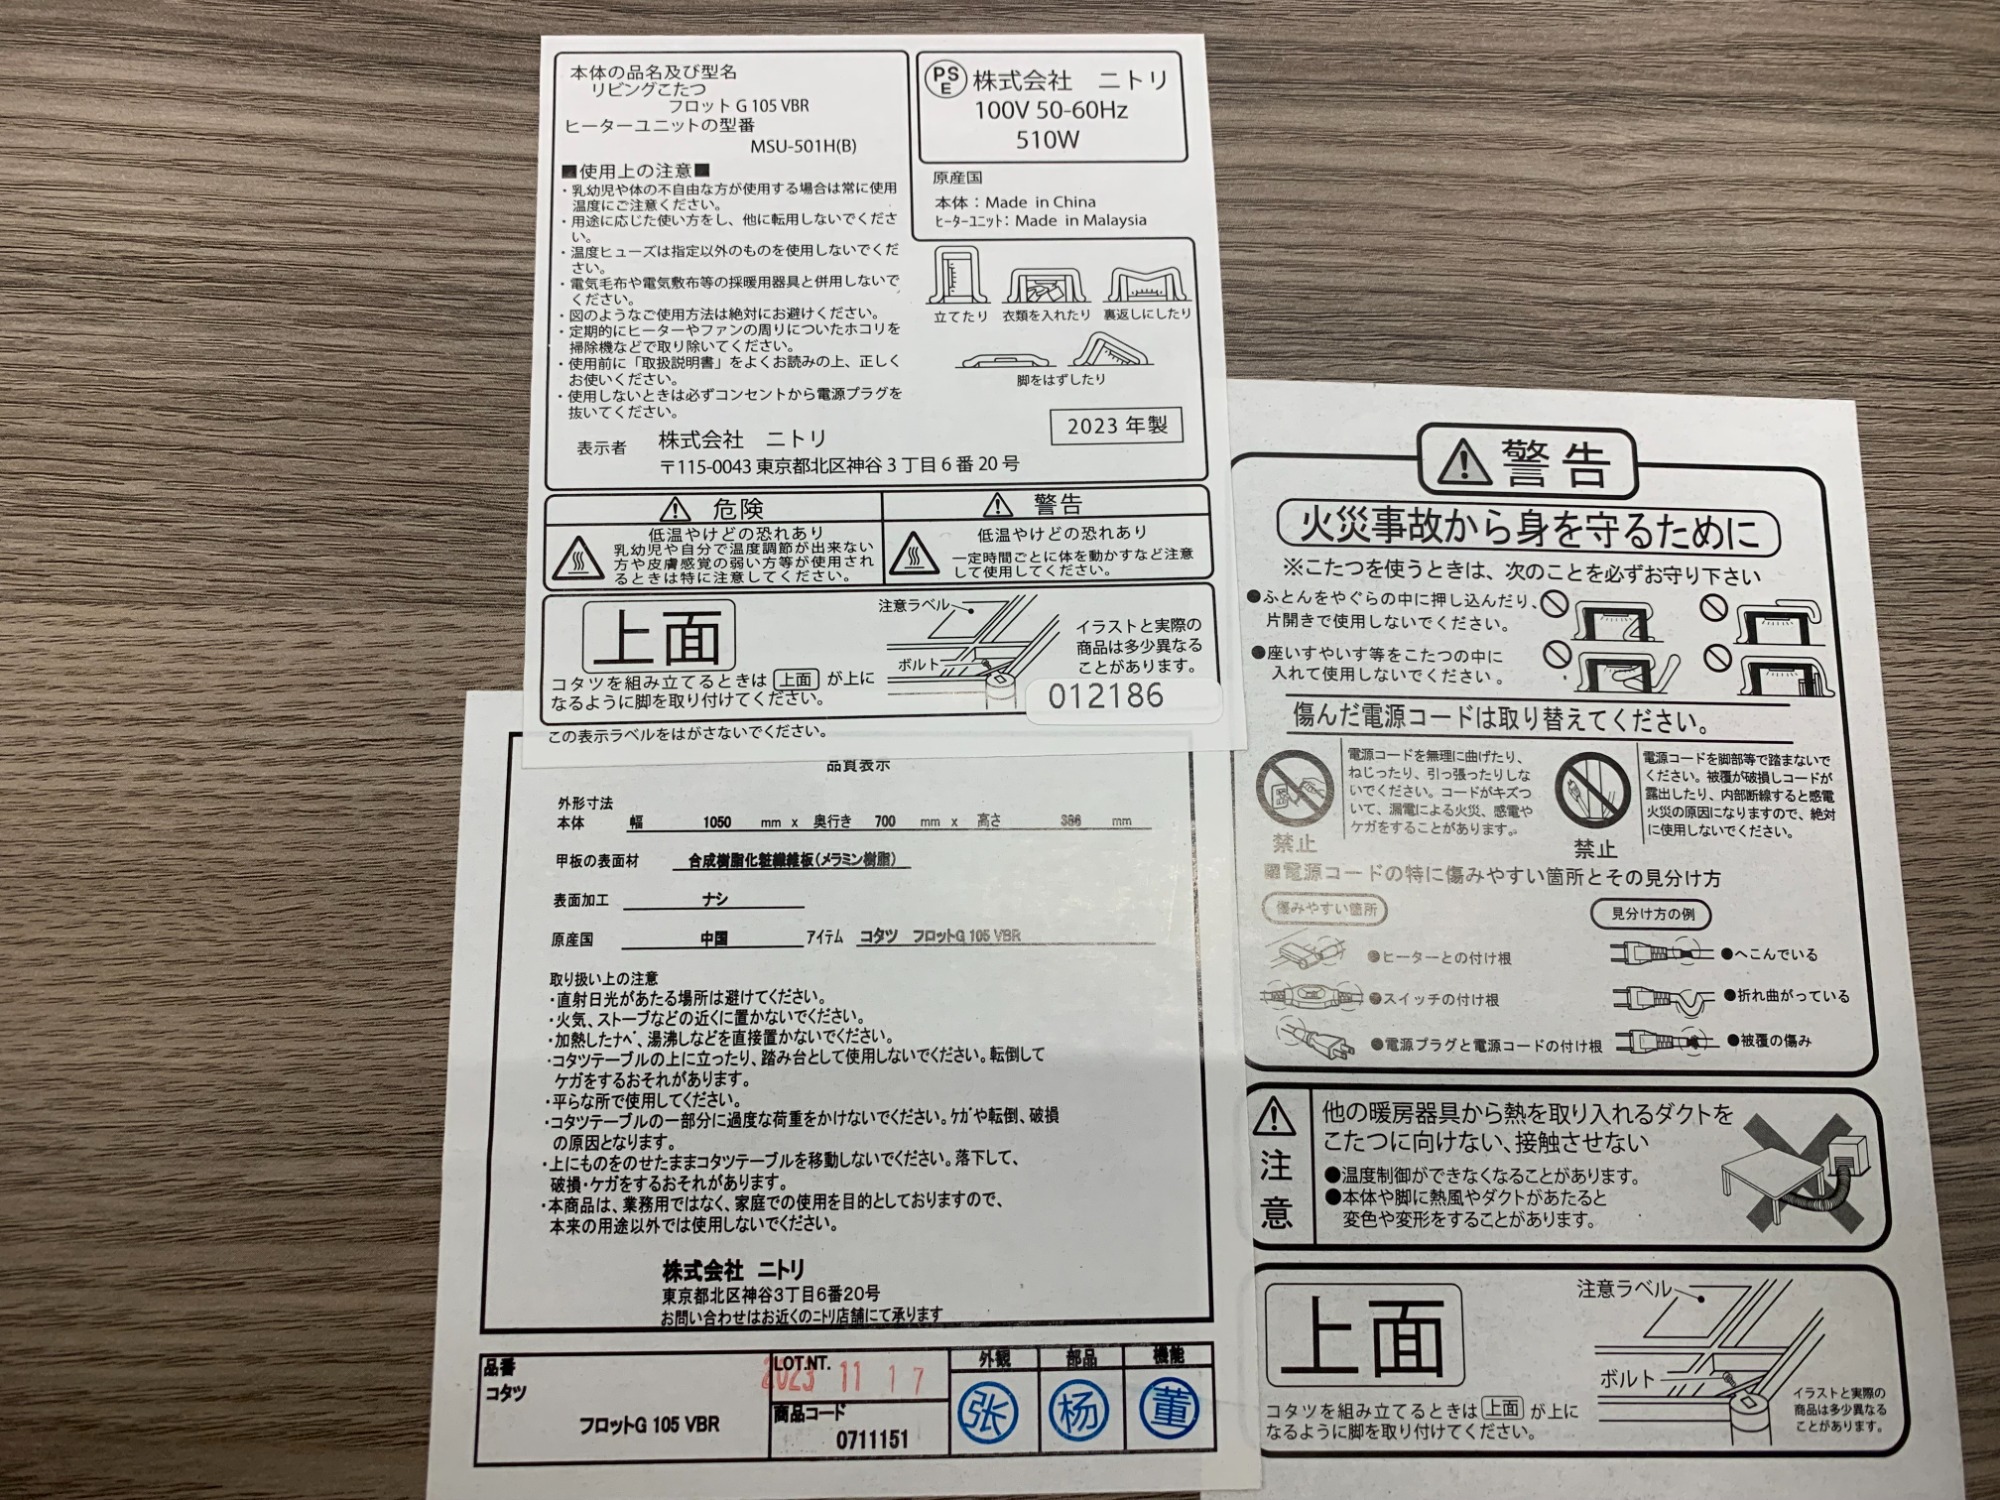 本体の品名及び型名
リビングこたつ
フロット G 105 VBR
ヒーターユニットの型番
MSU-501H(B)
■使用上の注意■
・乳幼児や体の不自由な方が使用する場合は常に使用
温度にご注意ください。
・用途に応じた使い方をし、他に転用しないでくださ
い。
・温度ヒューズは指定以外のものを使用しないでくだ
さい。
・電気毛布や電気敷布等の採暖用器具と併用しないで
ください。
・図のようなご使用方法は絶対にお避けください。
・定期的にヒーターやファンの周りについたホコリを
掃除機などで取り除いてください。
・使用前に「取扱説明書」をよくお読みの上、正しく
お使いください。
・使用しないときは必ずコンセントから電源プラグを
抜いてください。
表示者 株式会社 ニトリ
〒115-0043 東京都北区神谷 3 丁目 6 番 20 号
PS
E
株式会社 ニトリ
100V 50-60Hz
510W
原産国
本体：Made in China
ﾋｰﾀｰﾕﾆｯﾄ：Made in Malaysia
立てたり 衣類を入れたり 裏返しにしたり
脚をはずしたり
2023 年製
危険
低温やけどの恐れあり
乳幼児や自分で温度調節が出来ない
方や皮膚感覚の弱い方等が使用され
るときは特に注意してください。
警告
低温やけどの恐れあり
一定時間ごとに体を動かすなど注意
して使用してください。
上面
コタツを組み立てるときは 上面 が上に
なるように脚を取り付けてください。
注意ラベル
ボルト
イラストと実際の
商品は多少異なる
ことがあります。
012186
この表示ラベルをはがさないでください。
品質表示
外形寸法
本体 幅 1050 mm x 奥行き 700 mm x 高さ 386 mm
甲板の表面材 合成樹脂化粧繊維板(メラミン樹脂)
表面加工 ナシ
原産国 中国 アイテム コタツ フロットG 105 VBR
取り扱い上の注意
・直射日光があたる場所は避けてください。
・火気、ストーブなどの近くに置かないでください。
・加熱したナベ、湯沸しなどを直接置かないでください。
・コタツテーブルの上に立ったり、踏み台として使用しないでください。転倒して
ケガをするおそれがあります。
・平らな所で使用してください。
・コタツテーブルの一部分に過度な荷重をかけないでください。ケガや転倒、破損
の原因となります。
・上にものをのせたままコタツテーブルを移動しないでください。落下して、
破損・ケガをするおそれがあります。
・本商品は、業務用ではなく、家庭での使用を目的としておりますので、
本来の用途以外では使用しないでください。
株式会社 ニトリ
東京都北区神谷3丁目6番20号
お問い合わせはお近くのニトリ店舗にて承ります
品番
コタツ
フロットG 105 VBR
LOT.NT.
2023 11 17
商品コード
0711151
外観 部品 機能
张 杨 董
警告
火災事故から身を守るために
※こたつを使うときは、次のことを必ずお守り下さい
●ふとんをやぐらの中に押し込んだり、
片開きで使用しないでください。
●座いすやいす等をこたつの中に
入れて使用しないでください。
傷んだ電源コードは取り替えてください。
禁止
電源コードを無理に曲げたり、
ねじったり、引っ張ったりしな
いでください。コードがキズつ
いて、漏電による火災、感電や
ケガをすることがあります。
禁止
電源コードを脚部等で踏まないで
ください。被覆が破損しコードが
露出したり、内部断線すると感電
火災の原因になりますので、絶対
に使用しないでください。
電源コードの特に傷みやすい箇所とその見分け方
傷みやすい箇所
●ヒーターとの付け根
●スイッチの付け根
●電源プラグと電源コードの付け根
見分け方の例
●へこんでいる
●折れ曲がっている
●被覆の傷み
注意
他の暖房器具から熱を取り入れるダクトを
こたつに向けない、接触させない
●温度制御ができなくなることがあります。
●本体や脚に熱風やダクトがあたると
変色や変形をすることがあります。
上面
コタツを組み立てるときは 上面 が上に
なるように脚を取り付けてください。
注意ラベル
ボルト
イラストと実際の
商品は多少異なる
ことがあります。